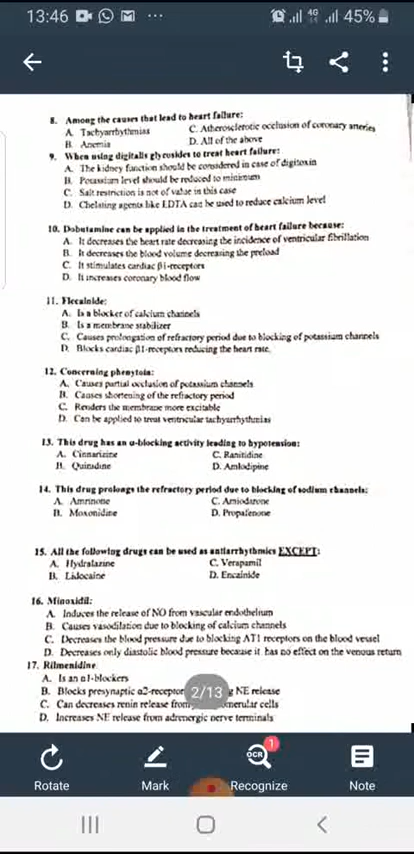 13:46
4G
45%
8. Among the causes that lead to heart failure:
A. Tachyarrhythmias C. Atherosclerotic occlusion of coronary arteries
B. Anemia D. All of the above
9. When using digitalis glycosides to treat heart failure:
A. The kidney function should be considered in case of digitoxin
B. Potassium level should be reduced to minimum
C. Salt restriction is not of value in this case
D. Chelating agents like EDTA can be used to reduce calcium level
10. Dobutamine can be applied in the treatment of heart failure because:
A. It decreases the heart rate decreasing the incidence of ventricular fibrillation
B. It decreases the blood volume decreasing the preload
C. It stimulates cardiac β1-receptors
D. It increases coronary blood flow
11. Flecainide:
A. Is a blocker of calcium channels
B. Is a membrane stabilizer
C. Causes prolongation of refractory period due to blocking of potassium channels
D. Blocks cardiac β1-receptors reducing the heart rate.
12. Concerning phenytoin:
A. Causes partial occlusion of potassium channels
B. Causes shortening of the refractory period
C. Renders the membrane more excitable
D. Can be applied to treat ventricular tachyarrhythmias
13. This drug has an α-blocking activity leading to hypotension:
A. Cinnarizine C. Ranitidine
B. Quinidine D. Amlodipine
14. This drug prolongs the refractory period due to blocking of sodium channels:
A. Amrinone C. Amiodarone
B. Moxonidine D. Propafenone
15. All the following drugs can be used as antiarrhythmics EXCEPT:
A. Hydralazine C. Verapamil
B. Lidocaine D. Encainide
16. Minoxidil:
A. Induces the release of NO from vascular endothelium
B. Causes vasodilation due to blocking of calcium channels
C. Decreases the blood pressure due to blocking AT1 receptors on the blood vessel
D. Decreases only diastolic blood pressure because it has no effect on the venous return
17. Rilmenidine
A. Is an α1-blockers
B. Blocks presynaptic α2-receptor 2/13 g NE release
C. Can decreases renin release from merular cells
D. Increases NE release from adrenergic nerve terminals
OCR 1
Rotate Mark Recognize Note